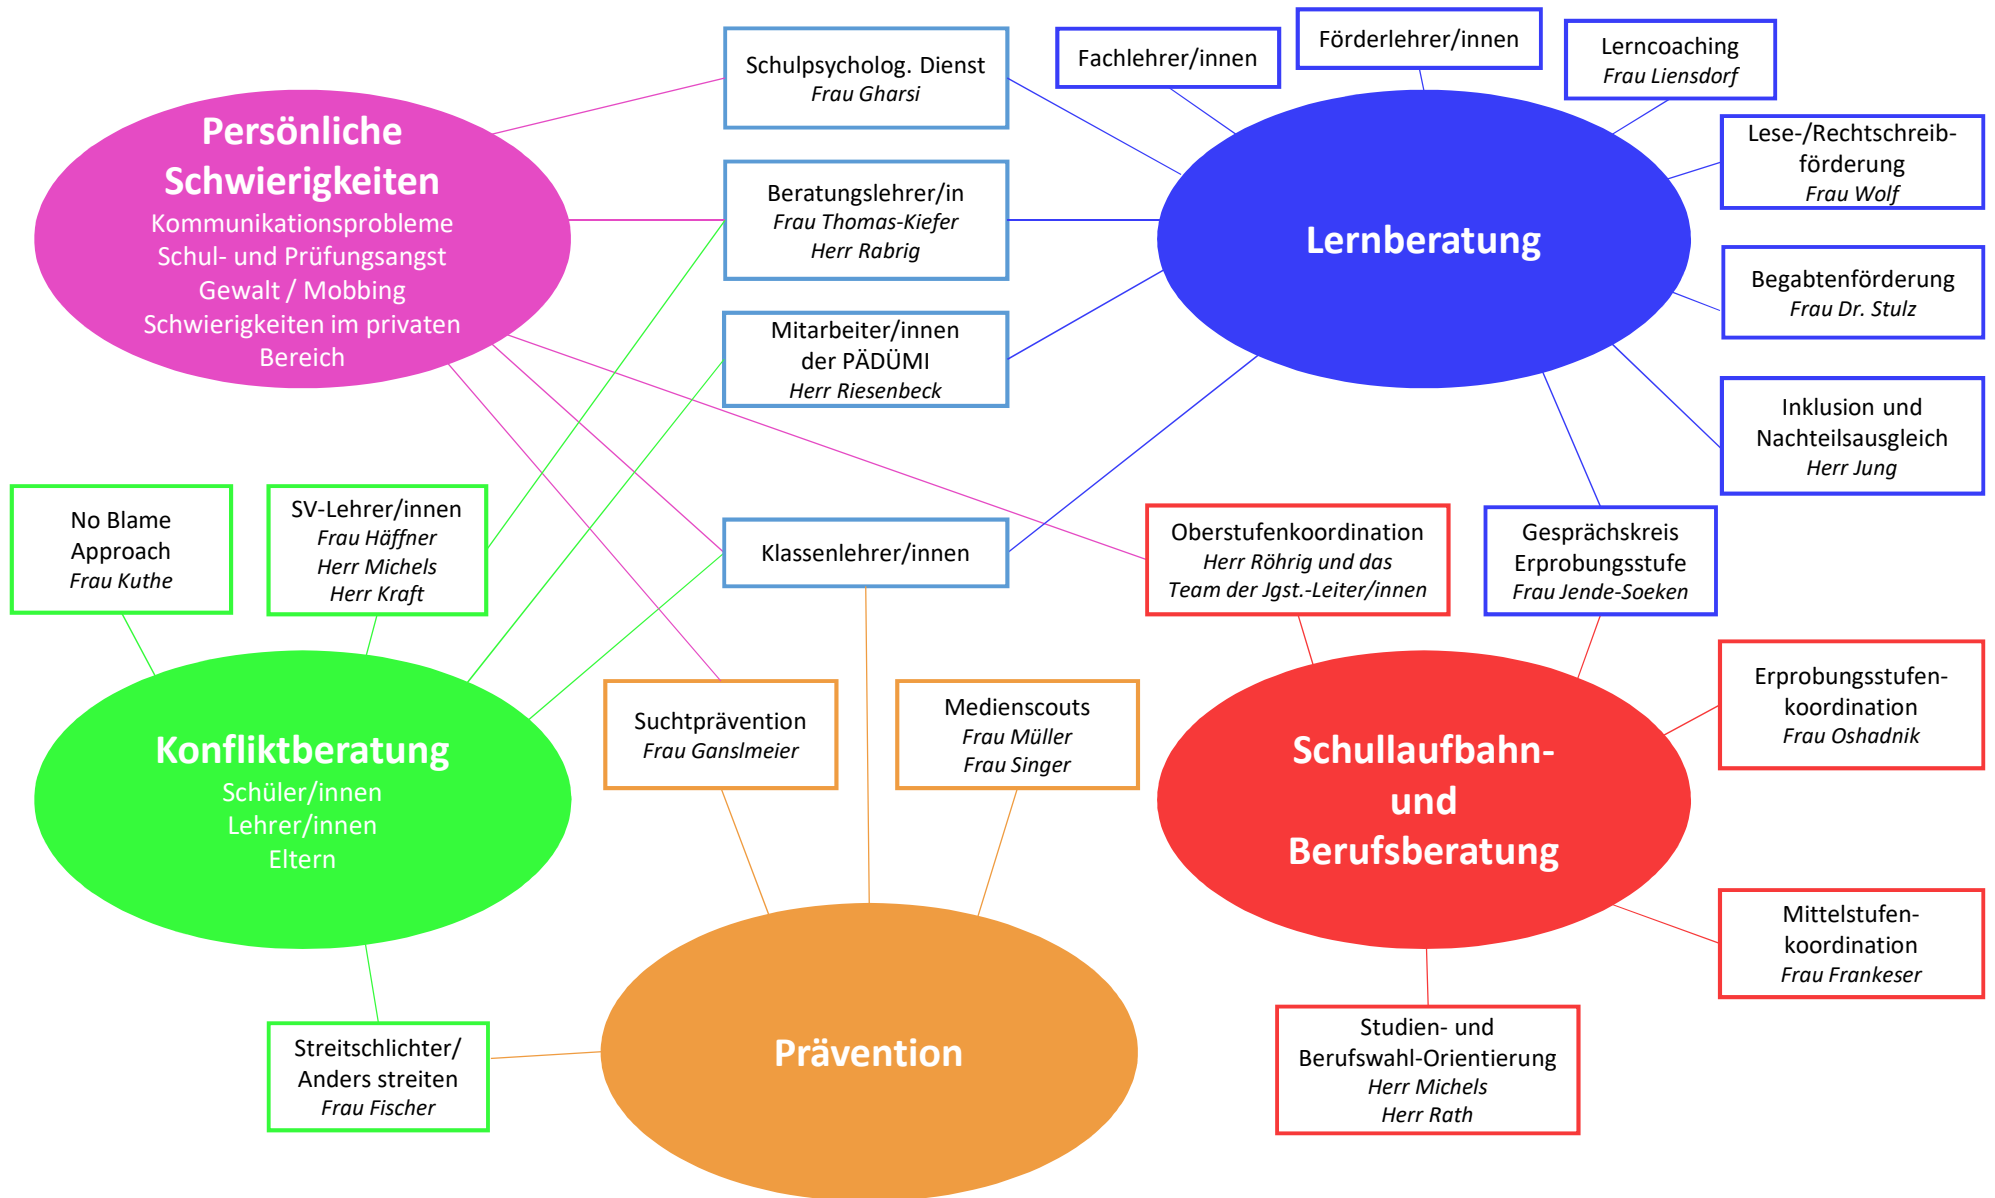 Schulpsycholog. Dienst
Frau Gharsi
Fachlehrer/innen
Förderlehrer/innen
Lerncoaching
Frau Liensdorf
Persönliche
Schwierigkeiten
Kommunikationsprobleme
Schul- und Prüfungsangst
Gewalt / Mobbing
Schwierigkeiten im privaten
Bereich
Beratungslehrer/in
Frau Thomas-Kiefer
Herr Rabrig
Lernberatung
Lese-/Rechtschreib-
förderung
Frau Wolf
Begabtenförderung
Frau Dr. Stulz
Mitarbeiter/innen
der PÄDÜMI
Herr Riesenbeck
Inklusion und
Nachteilsausgleich
Herr Jung
No Blame
Approach
Frau Kuthe
SV-Lehrer/innen
Frau Häffner
Herr Michels
Herr Kraft
Klassenlehrer/innen
Oberstufenkoordination
Herr Röhrig und das
Team der Jgst.-Leiter/innen
Gesprächskreis
Erprobungsstufe
Frau Jende-Soeken
Konfliktberatung
Schüler/innen
Lehrer/innen
Eltern
Suchtprävention
Frau Ganslmeier
Medienscouts
Frau Müller
Frau Singer
Schullaufbahn-
und
Berufsberatung
Erprobungsstufen-
koordination
Frau Oshadnik
Mittelstufen-
koordination
Frau Frankeser
Streitschlichter/
Anders streiten
Frau Fischer
Prävention
Studien- und
Berufswahl-Orientierung
Herr Michels
Herr Rath